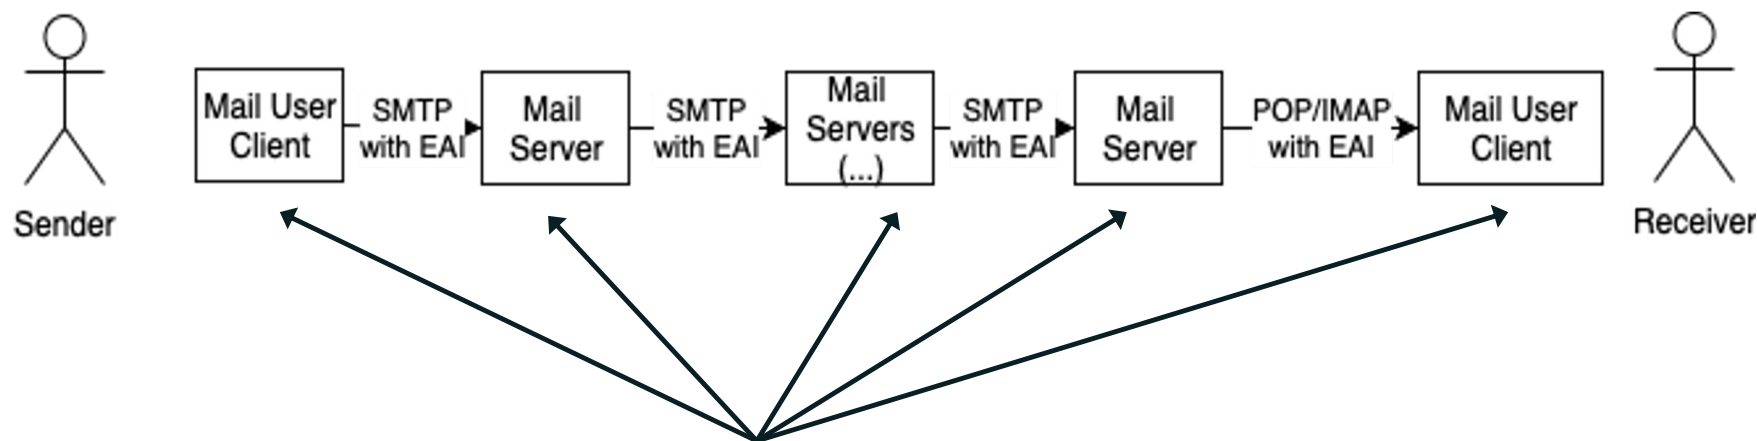 Mail User
Client
SMTP
with EAI
Mail
Server
SMTP
with EAI
Mail
Servers
(...)
SMTP
with EAI
Mail
Server
POP/IMAP
with EAI
Mail User
Client
Sender
Receiver